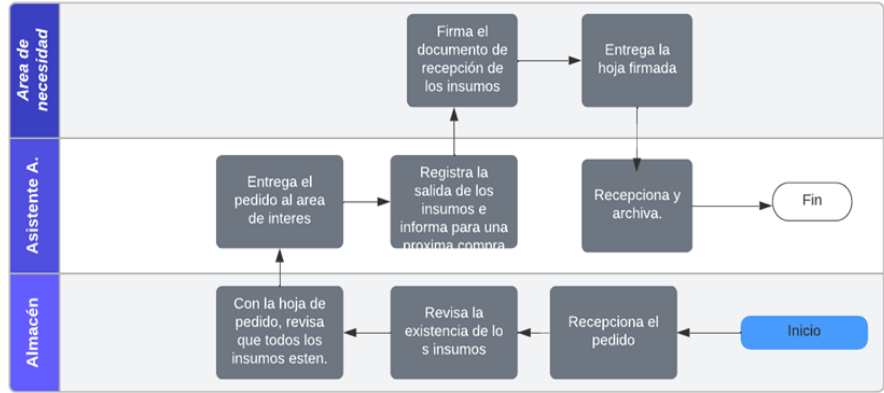 Area de
necesidad
Firma el
documento de
recepción de
los insumos
Entrega la
hoja firmada
Asistente A.
Entrega el
pedido al area
de interes
Registra la
salida de los
insumos e
informa para una
proxima compra
Recepciona y
archiva.
Fin
Almacén
Con la hoja de
pedido, revisa
que todos los
insumos esten.
Revisa la
existencia de lo
s insumos
Recepciona el
pedido
Inicio